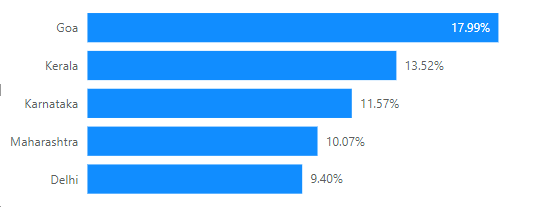 Goa 17.99%
Kerala 13.52%
Karnataka 11.57%
Maharashtra 10.07%
Delhi 9.40%